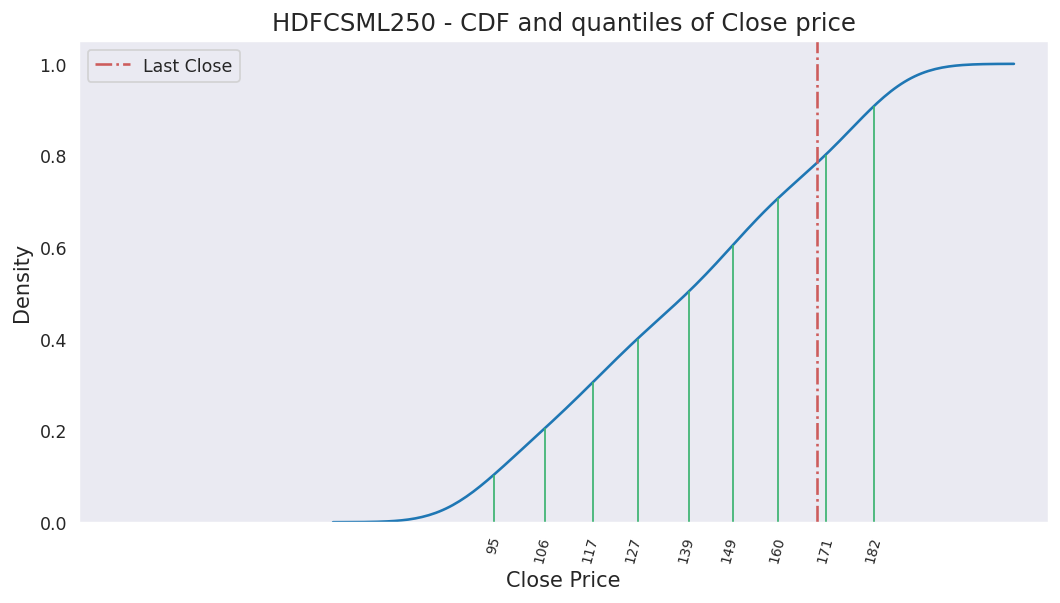 HDFCSML250 - CDF and quantiles of Close price
Last Close
Density
1.0
0.8
0.6
0.4
0.2
0.0
95 106 117 127 139 149 160 171 182
Close Price